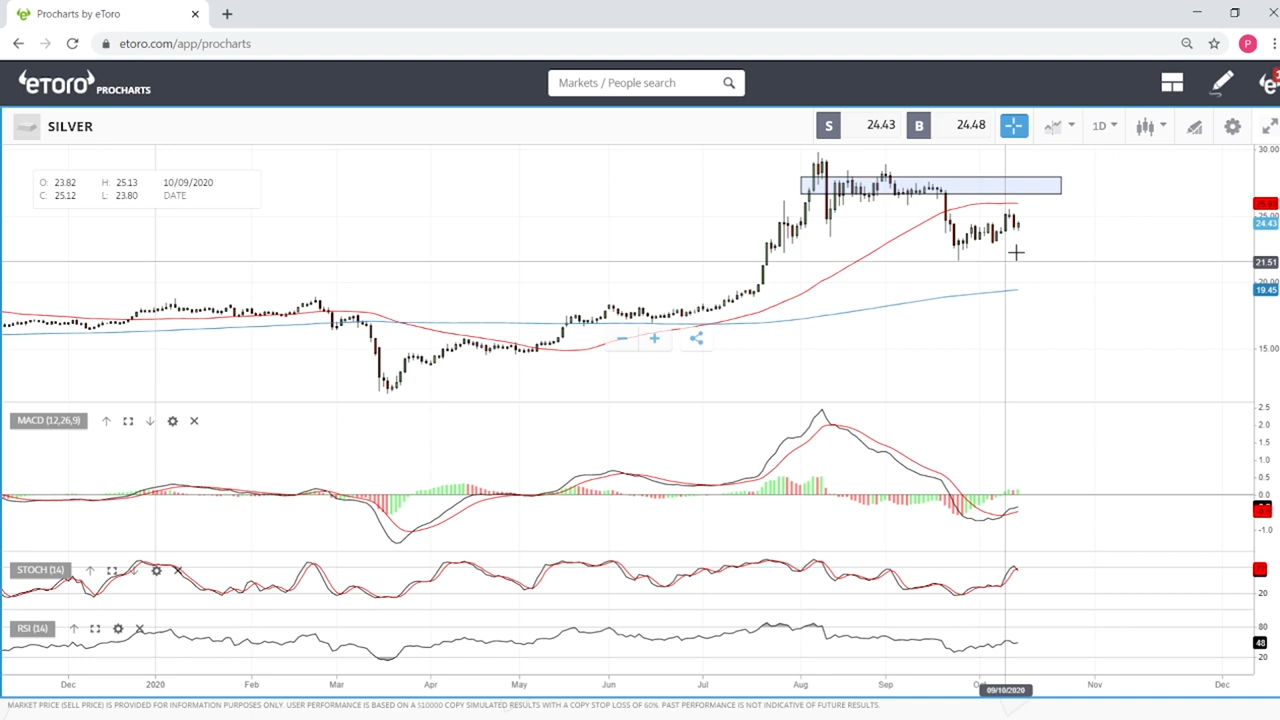 Procharts by eToro
etoro.com/app/procharts
P
eToro PROCHARTS
Markets / People search
SILVER
S 24.43 B 24.48
1D
O: 23.82 H: 25.13 10/09/2020
C: 25.12 L: 23.80 DATE
30.00
25.00
24.43
21.51
20.00
19.45
15.00
MACD (12,26,9)
2.5
2.0
1.5
1.0
0.5
0.0
-1.0
STOCH (14)
20
RSI (14)
80
48
20
Dec 2020 Feb Mar Apr May Jun Jul Aug Sep Oct Nov Dec
09/10/2020
MARKET PRICE (SELL PRICE) IS PROVIDED FOR INFORMATION PURPOSES ONLY. USER PERFORMANCE IS BASED ON A $10000 COPY SIMULATED RESULTS WITH A COPY STOP LOSS OF 60%. PAST PERFORMANCE IS NOT INDICATIVE OF FUTURE RESULTS.